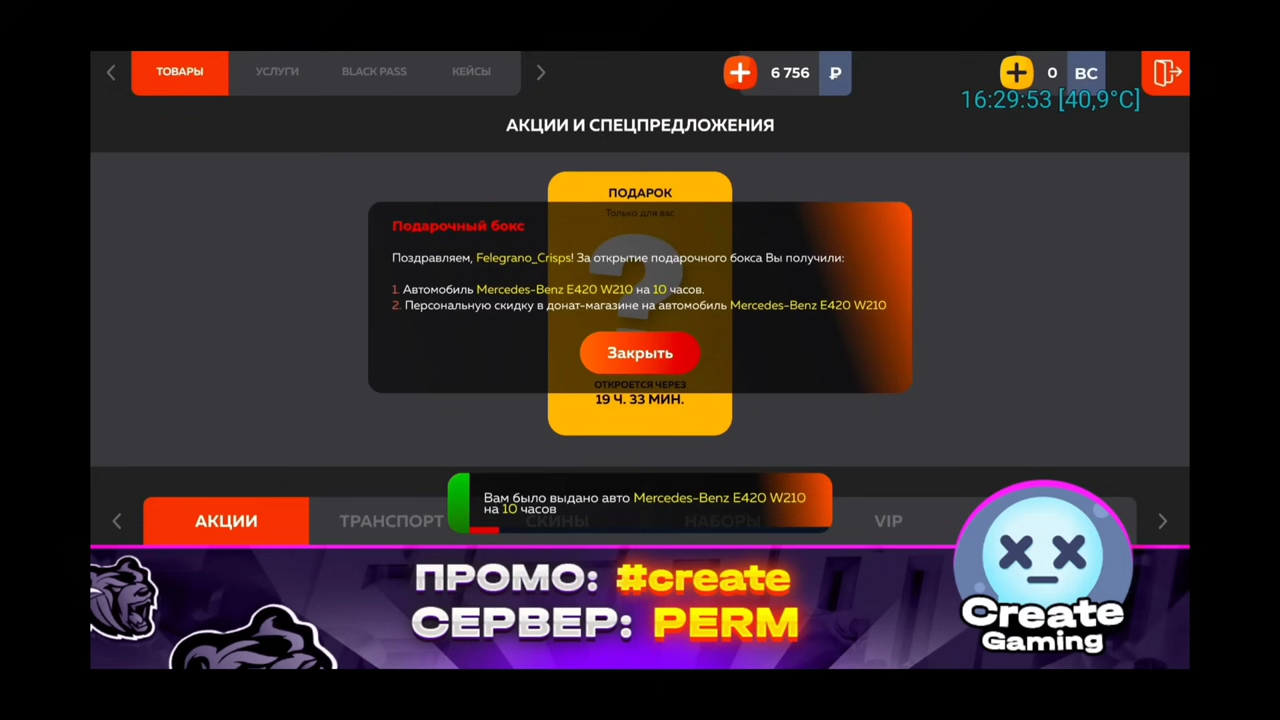 ТОВАРЫ УСЛУГИ BLACK PASS КЕЙСЫ 6 756 ₽ 0 BC
16:29:53 [40,9°C]
АКЦИИ И СПЕЦПРЕДЛОЖЕНИЯ
ПОДАРОК
Только для вас
Подарочный бокс
Поздравляем, Felegrano_Crisps! За открытие подарочного бокса Вы получили:
1. Автомобиль Mercedes-Benz E420 W210 на 10 часов.
2. Персональную скидку в донат-магазине на автомобиль Mercedes-Benz E420 W210
?
Закрыть
ОТКРОЕТСЯ ЧЕРЕЗ
19 Ч. 33 МИН.
Вам было выдано авто Mercedes-Benz E420 W210
на 10 часов
АКЦИИ ТРАНСПОРТ СКИНЫ НАБОРЫ VIP
ПРОМО: #create
СЕРВЕР: PERM
Create
Gaming